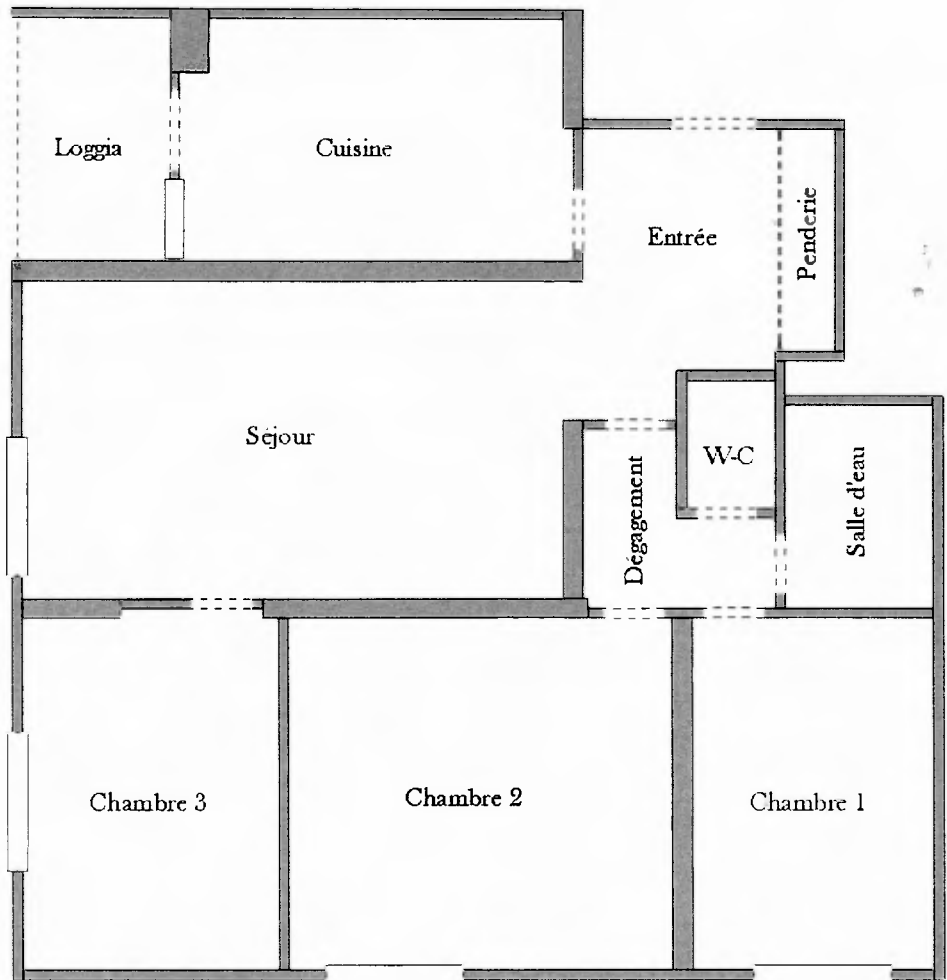 Loggia
Cuisine
Entrée
Penderie
Séjour
W-C
Dégagement
Salle d'eau
Chambre 3
Chambre 2
Chambre 1